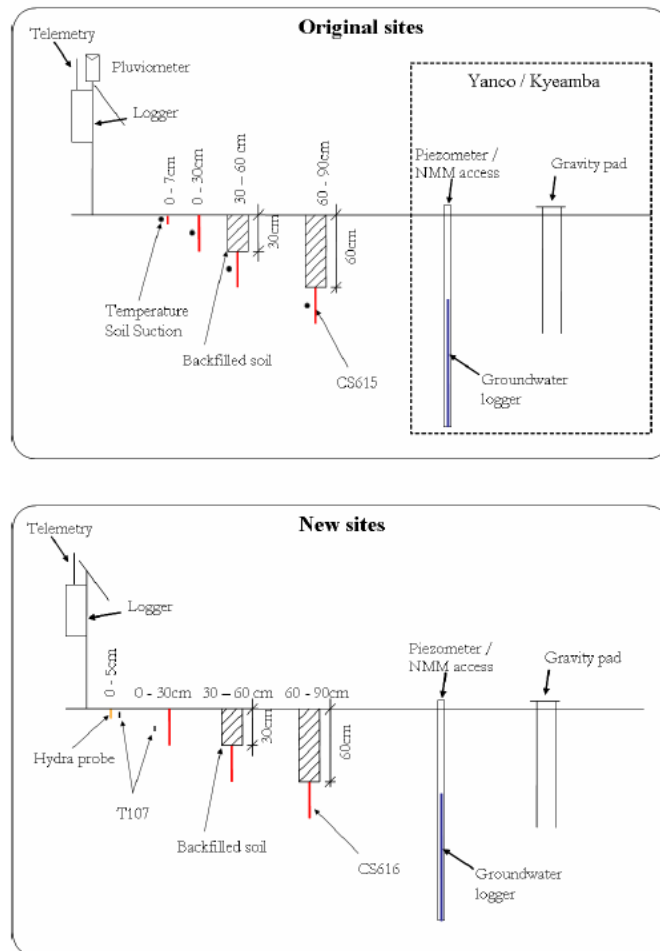 Original sites
Telemetry
Pluviometer
Logger
Yanco / Kyeamba
0 - 7cm
0 - 30cm
30 – 60 cm
60 - 90cm
Piezometer /
NMM access
Gravity pad
30cm
60cm
Temperature
Soil Suction
Backfilled soil
CS615
Groundwater
logger
New sites
Telemetry
Logger
0 - 5cm
0 - 30cm
30 – 60cm
60 - 90cm
Piezometer /
NMM access
Gravity pad
30cm
60cm
Hydra probe
T107
Backfilled soil
CS616
Groundwater
logger